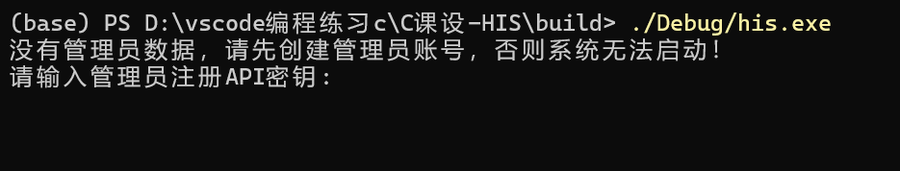 (base) PS D:\vscode编程练习c\C课设-HIS\build> ./Debug/his.exe
没有管理员数据，请先创建管理员账号，否则系统无法启动！
请输入管理员注册API密钥：